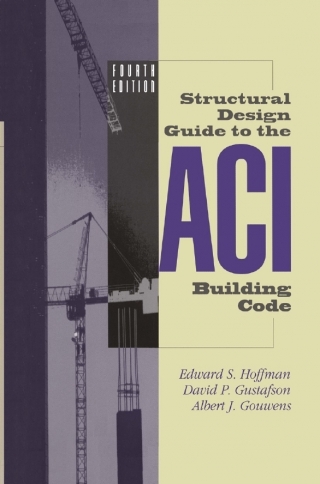 FOURTH
EDITION
Structural
Design
Guide to the
ACI
Building
Code
Edward S. Hoffman
David P. Gustafson
Albert J. Gouwens